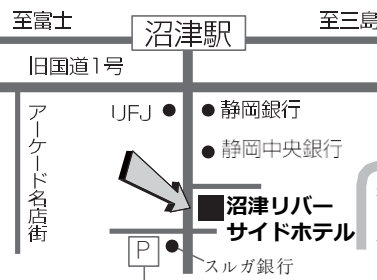 至富士
沼津駅
至三島
旧国道1号
アーケード名店街
UFJ
静岡銀行
静岡中央銀行
沼津リバー
サイドホテル
P
スルガ銀行